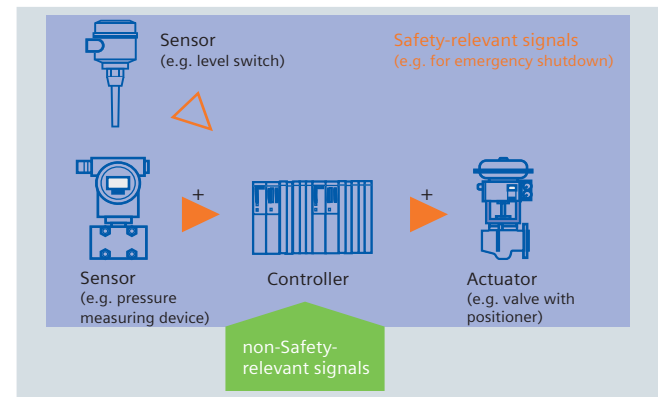 Sensor
(e.g. level switch)
Safety-relevant signals
(e.g. for emergency shutdown)
+
+
Sensor
(e.g. pressure
measuring device)
Controller
Actuator
(e.g. valve with
positioner)
non-Safety-
relevant signals